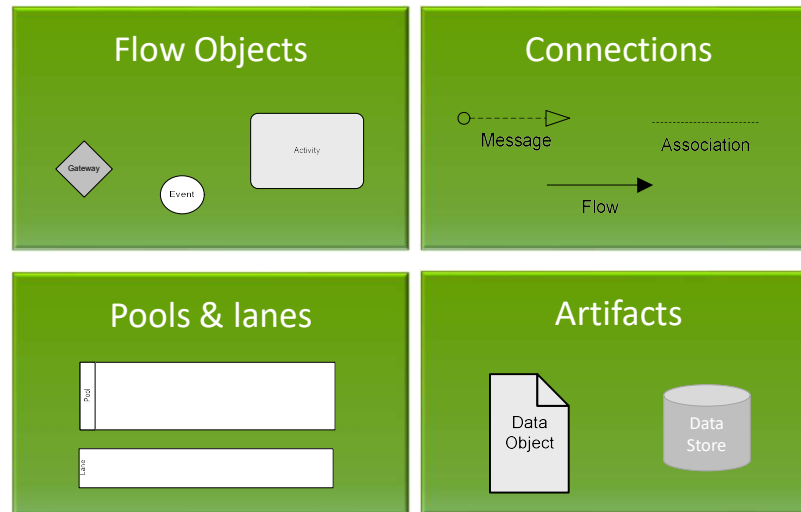 Flow Objects
Gateway
Event
Activity
Connections
Message
Association
Flow
Pools & lanes
Pool
Lane
Artifacts
Data
Object
Data
Store